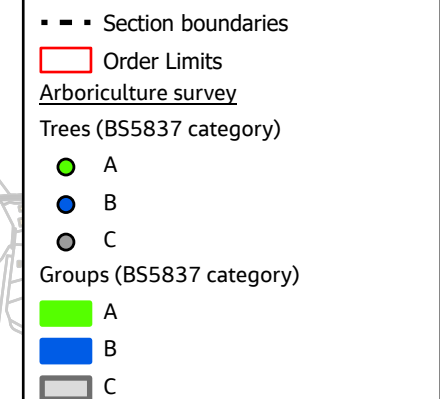 Section boundaries
Order Limits
Arboriculture survey
Trees (BS5837 category)
A
B
C
Groups (BS5837 category)
A
B
C